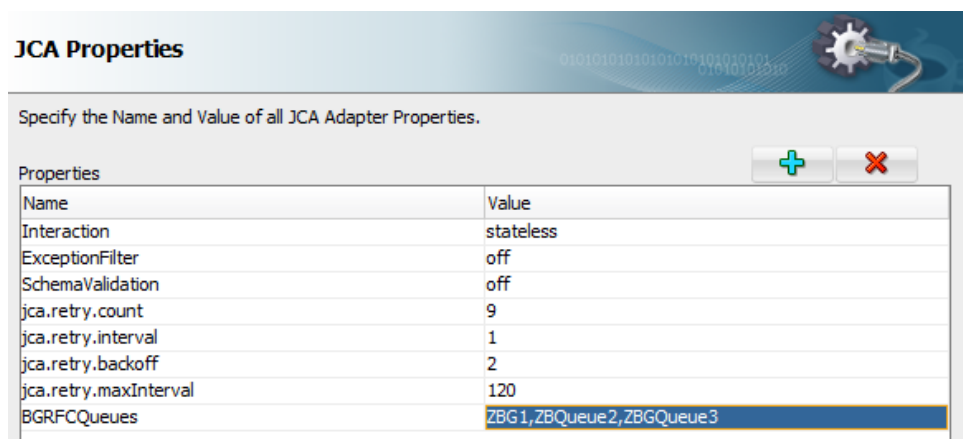 JCA Properties
010101010101010101010101010101
01010101010
Specify the Name and Value of all JCA Adapter Properties.
Properties
Name Value
Interaction stateless
ExceptionFilter off
SchemaValidation off
jca.retry.count 9
jca.retry.interval 1
jca.retry.backoff 2
jca.retry.maxInterval 120
BGRFCQueues ZBG1,ZBQueue2,ZBGQueue3